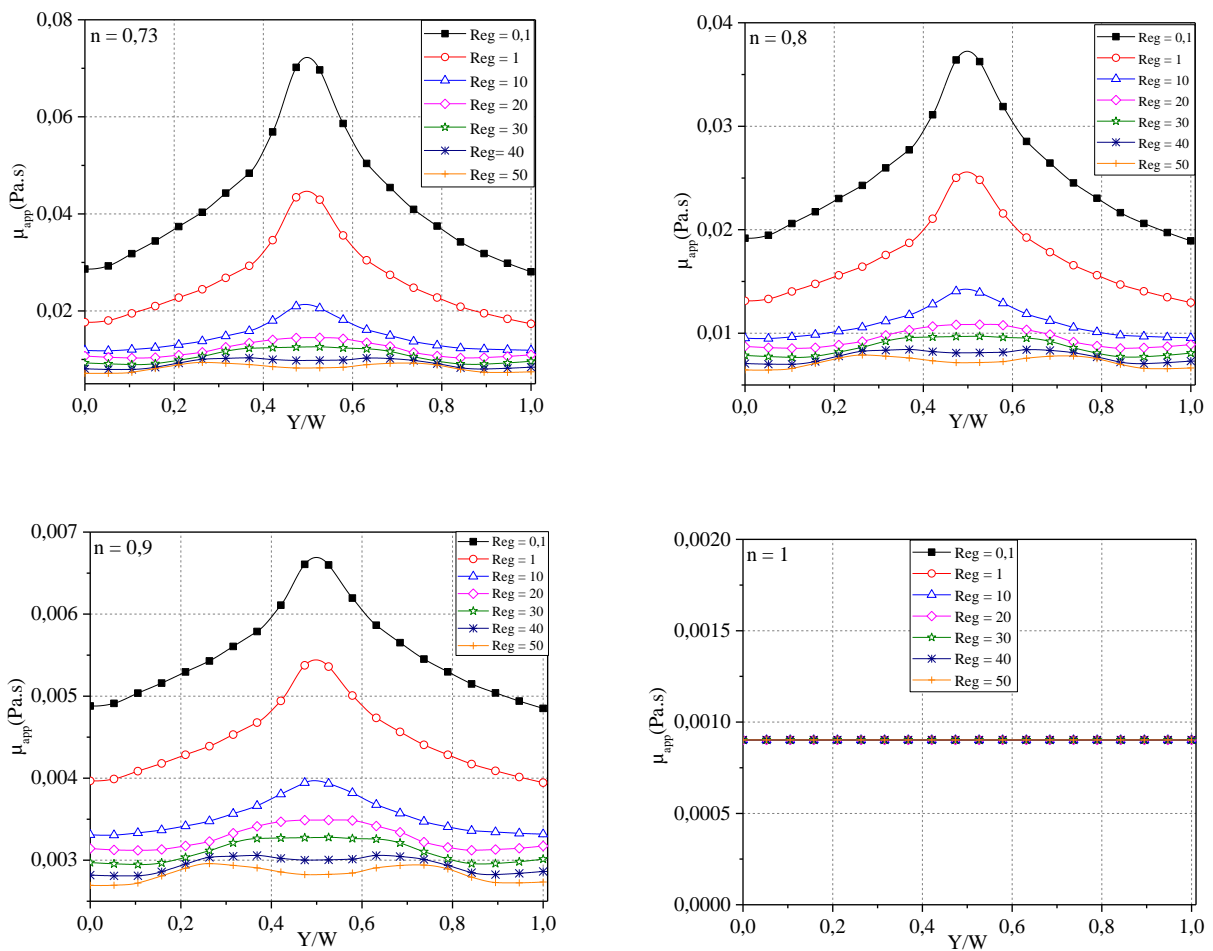 n = 0,73
Reg = 0,1
Reg = 1
Reg = 10
Reg = 20
Reg = 30
Reg= 40
Reg = 50
0,08
0,06
0,04
0,02
μapp(Pa.s)
0,0 0,2 0,4 0,6 0,8 1,0
Y/W
n = 0,8
Reg = 0,1
Reg = 1
Reg = 10
Reg = 20
Reg = 30
Reg = 40
Reg = 50
0,04
0,03
0,02
0,01
μapp(Pa.s)
0,0 0,2 0,4 0,6 0,8 1,0
Y/W
n = 0,9
Reg = 0,1
Reg = 1
Reg = 10
Reg = 20
Reg = 30
Reg = 40
Reg = 50
0,007
0,006
0,005
0,004
0,003
μapp(Pa.s)
0,0 0,2 0,4 0,6 0,8 1,0
Y/W
n = 1
Reg = 0,1
Reg = 1
Reg = 10
Reg = 20
Reg = 30
Reg = 40
Reg = 50
0,0020
0,0015
0,0010
0,0005
0,0000
μapp(Pa.s)
0,0 0,2 0,4 0,6 0,8 1,0
Y/W